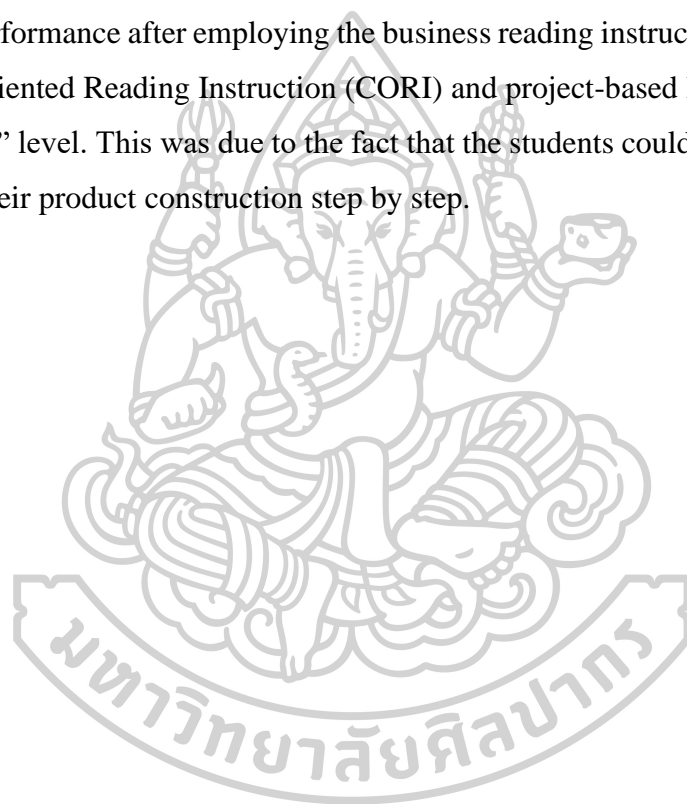 formance after employing the business reading instruc
iented Reading Instruction (CORI) and project-based
” level. This was due to the fact that the students could
eir product construction step by step.
มหาวิทยาลัยศิลปากร